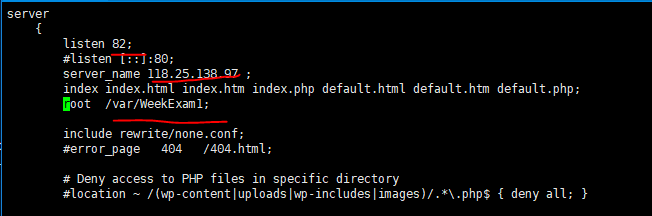 server
{
listen 82;
#listen [::]:80;
server_name 118.25.138.97 ;
index index.html index.htm index.php default.html default.htm default.php;
root /var/WeekExam1;
include rewrite/none.conf;
#error_page 404 /404.html;
# Deny access to PHP files in specific directory
#location ~ /(wp-content|uploads|wp-includes|images)/.*\.php$ { deny all; }